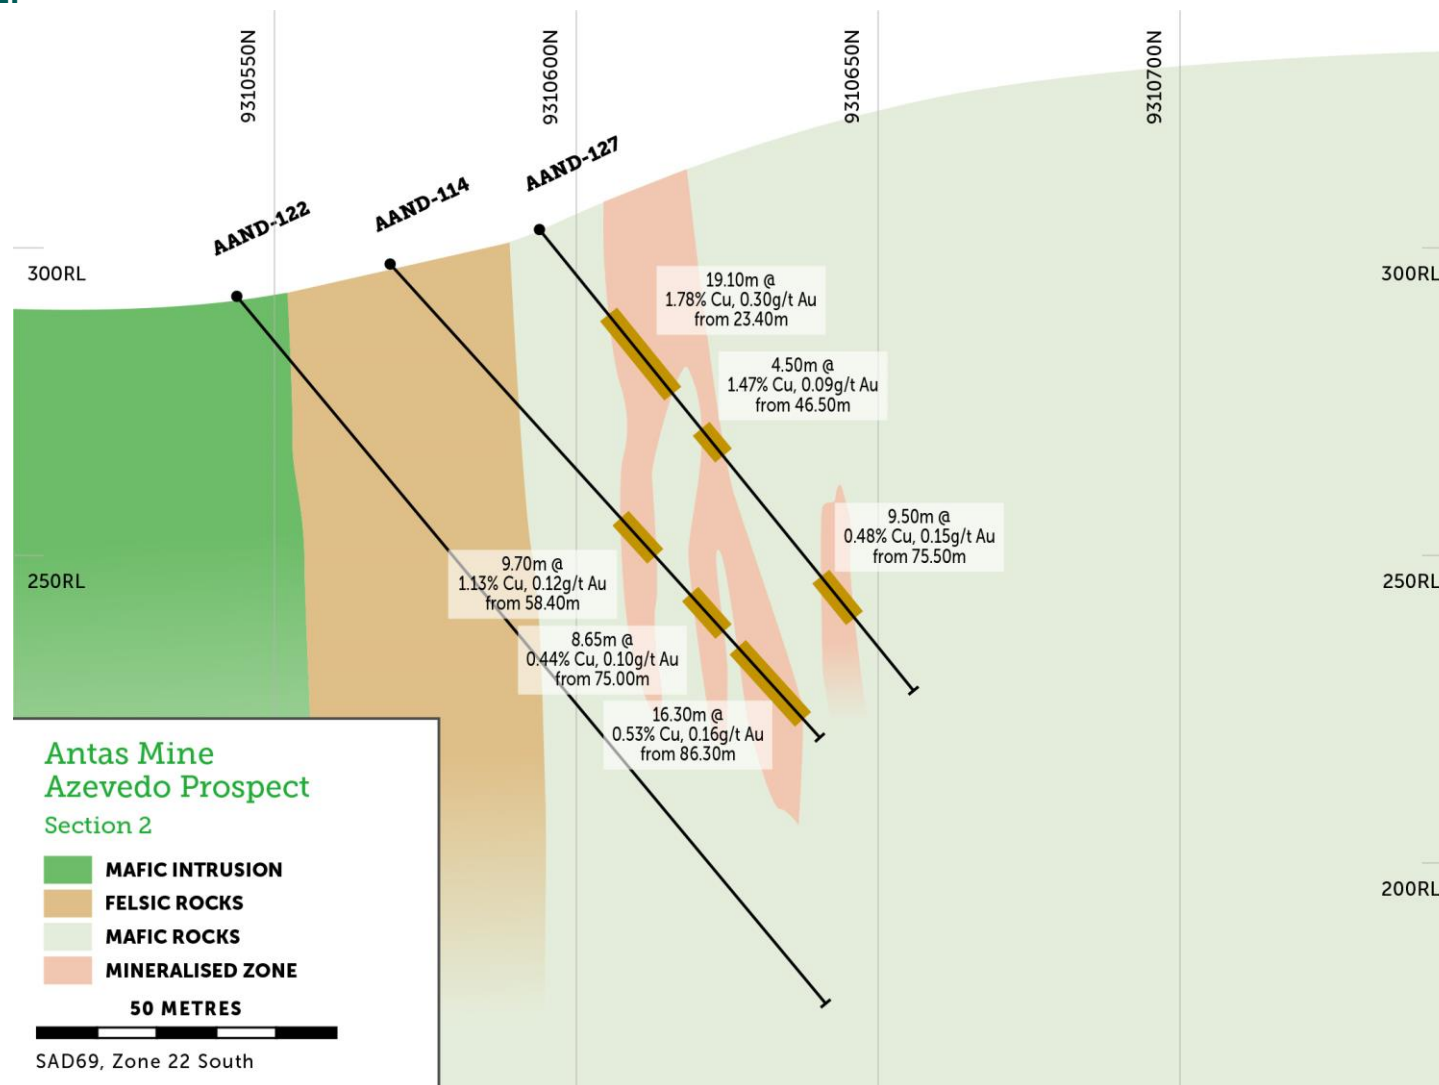 9310550N
9310600N
9310650N
9310700N
AAND-122
AAND-114
AAND-127
300RL
300RL
19.10m @
1.78% Cu, 0.30g/t Au
from 23.40m
4.50m @
1.47% Cu, 0.09g/t Au
from 46.50m
9.50m @
0.48% Cu, 0.15g/t Au
from 75.50m
250RL
250RL
9.70m @
1.13% Cu, 0.12g/t Au
from 58.40m
8.65m @
0.44% Cu, 0.10g/t Au
from 75.00m
16.30m @
0.53% Cu, 0.16g/t Au
from 86.30m
200RL
Antas Mine
Azevedo Prospect
Section 2
MAFIC INTRUSION
FELSIC ROCKS
MAFIC ROCKS
MINERALISED ZONE
50 METRES
SAD69, Zone 22 South